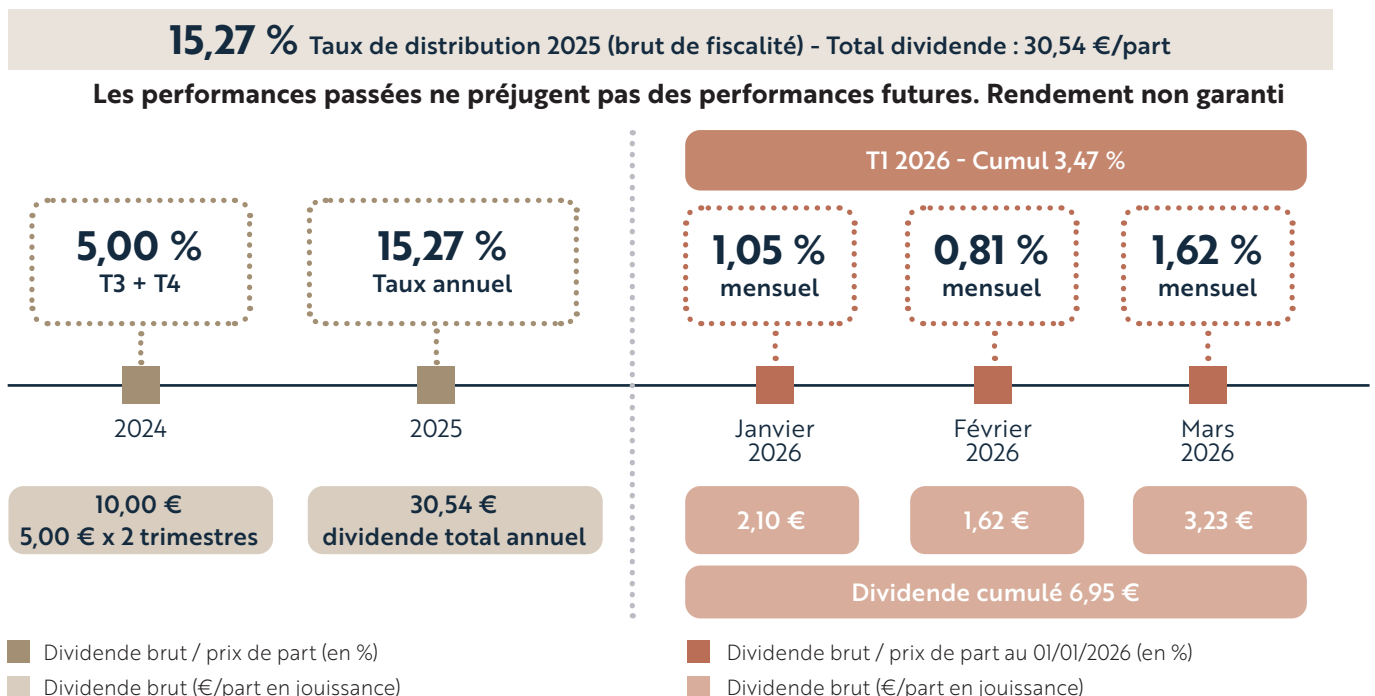 15,27 % Taux de distribution 2025 (brut de fiscalité) - Total dividende : 30,54 €/part
Les performances passées ne préjugent pas des performances futures. Rendement non garanti
T1 2026 - Cumul 3,47 %
5,00 %
T3 + T4
15,27 %
Taux annuel
1,05 %
mensuel
0,81 %
mensuel
1,62 %
mensuel
2024
2025
Janvier
2026
Février
2026
Mars
2026
10,00 €
5,00 € x 2 trimestres
30,54 €
dividende total annuel
2,10 €
1,62 €
3,23 €
Dividende cumulé 6,95 €
Dividende brut / prix de part (en %)
Dividende brut (€/part en jouissance)
Dividende brut / prix de part au 01/01/2026 (en %)
Dividende brut (€/part en jouissance)